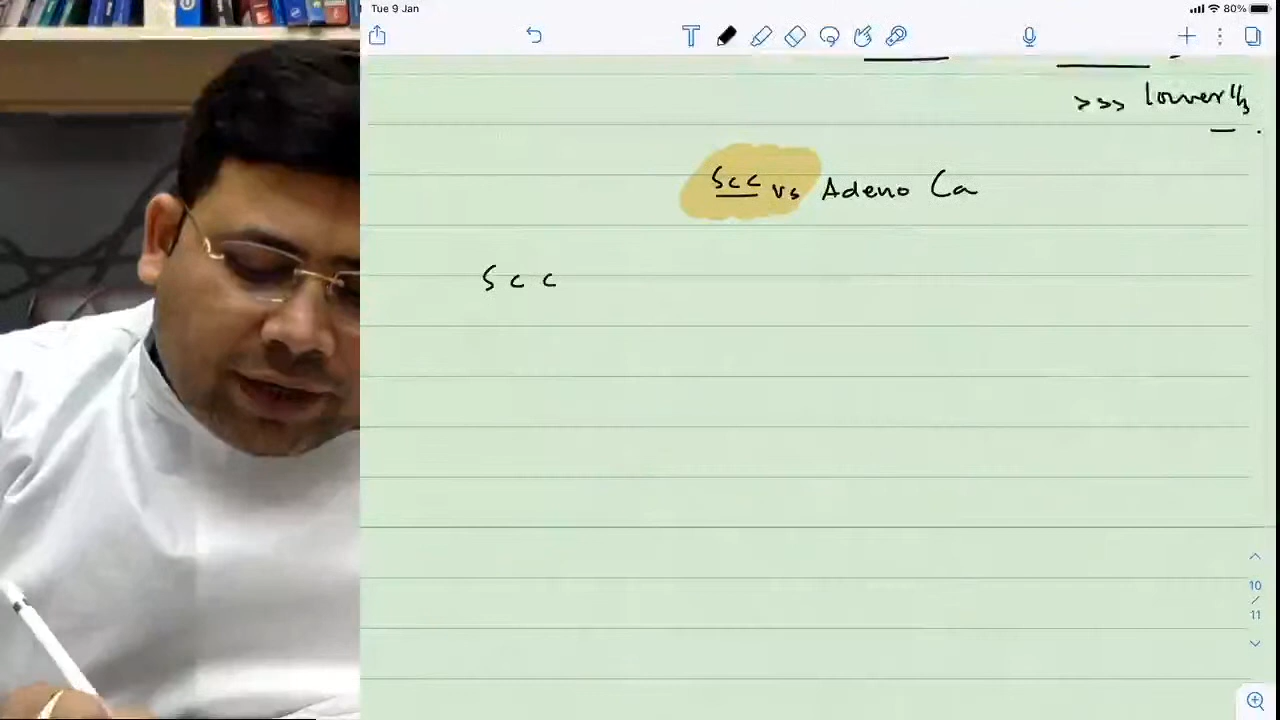 Tue 9 Jan 80%
>>> lower 1/3
Scc vs Adeno Ca
Scc
10
/
11